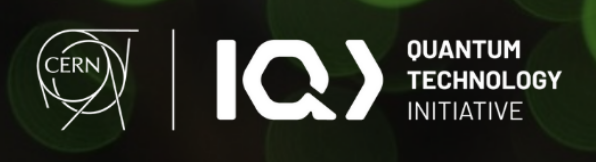 CERN
IQ⟩
QUANTUM
TECHNOLOGY
INITIATIVE